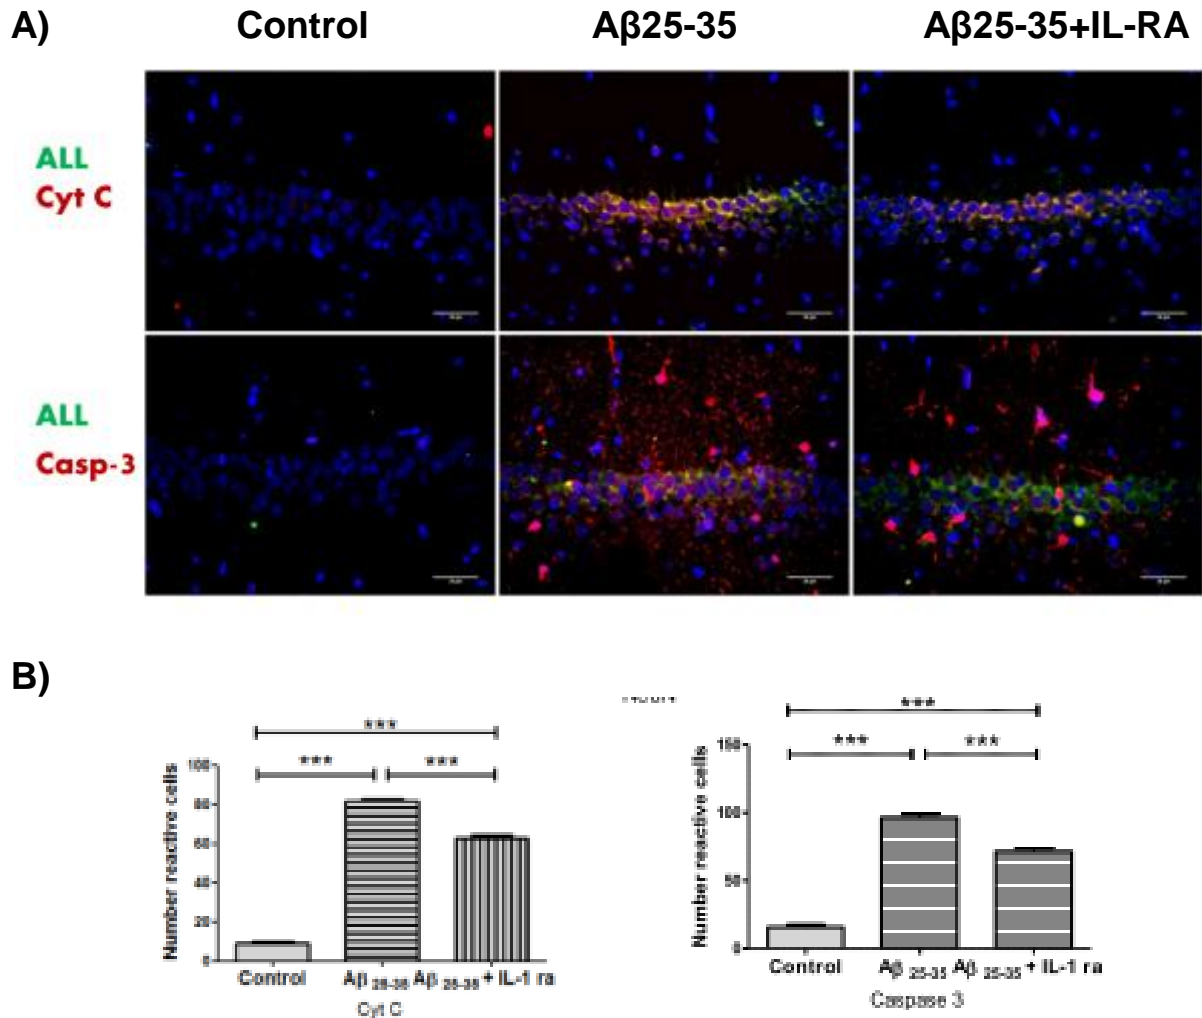 A) Control Aβ25-35 Aβ25-35+IL-RA
ALL
Cyt C
ALL
Casp-3
B)
***
*** ***
Number reactive cells
100
80
60
40
20
0
Control Aβ 25-35 Aβ 25-35 + IL-1 ra
Cyt C
***
*** ***
Number reactive cells
150
100
50
0
Control Aβ 25-35 Aβ 25-35 + IL-1 ra
Caspase 3